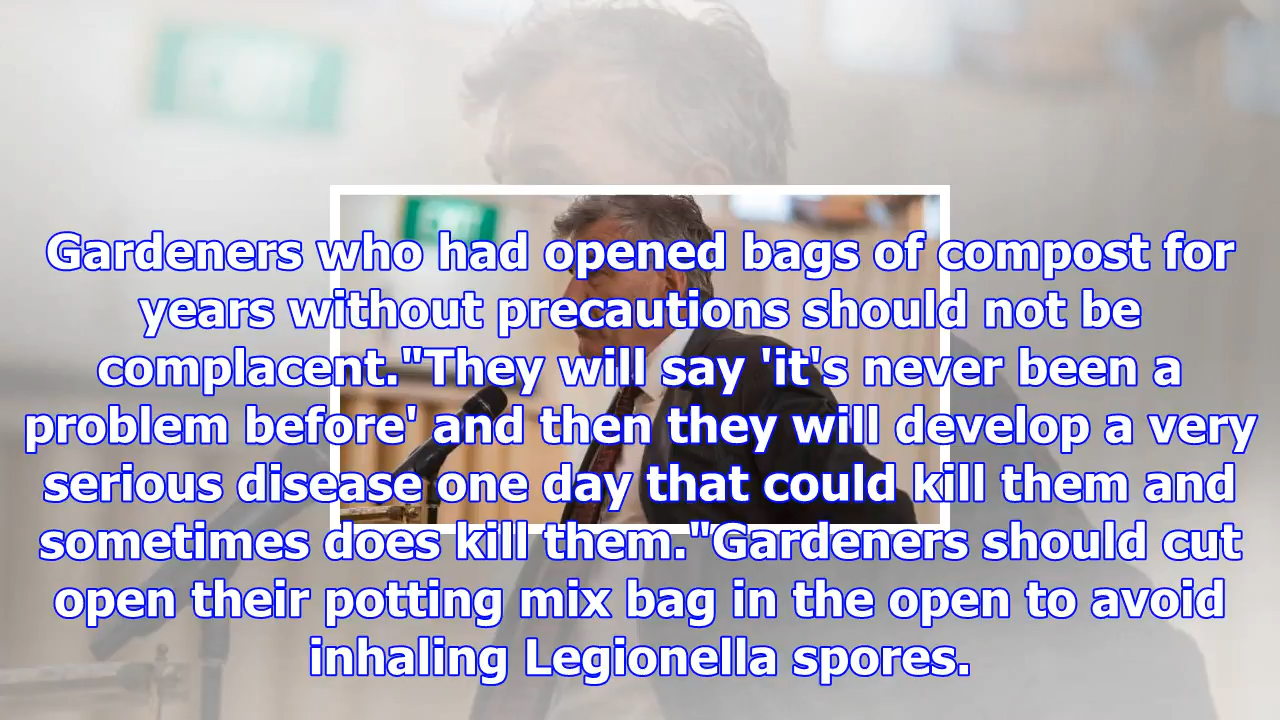 Gardeners who had opened bags of compost for
years without precautions should not be
complacent."They will say 'it's never been a
problem before' and then they will develop a very
serious disease one day that could kill them and
sometimes does kill them."Gardeners should cut
open their potting mix bag in the open to avoid
inhaling Legionella spores.